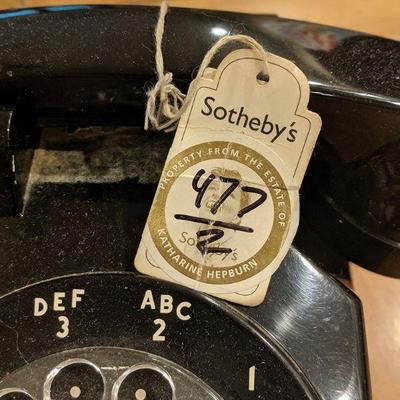 Sotheby's
PROPERTY FROM THE ESTATE OF
KATHARINE HEPBURN
477
2
Sotheby's
DEF
3
ABC
2
1